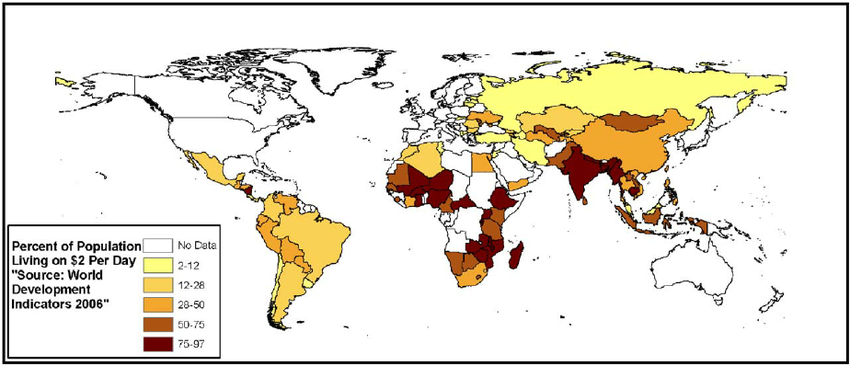 Percent of Population
Living on $2 Per Day
"Source: World
Development
Indicators 2006"
No Data
2-12
12-28
28-50
50-75
75-97